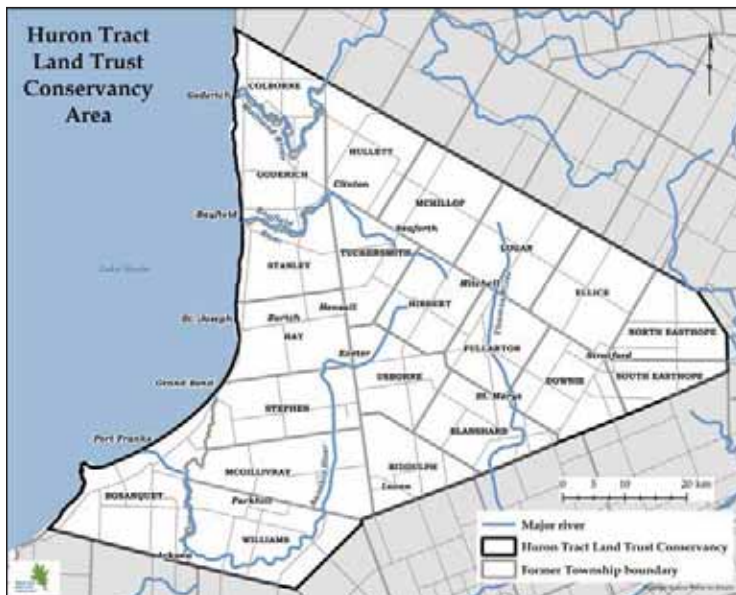 Huron Tract
Land Trust
Conservancy
Area
COLBORNE
Goderich
HULLETT
GODERICH
Clinton
MCKILLOP
Bayfield
Seaforth
LOGAN
TUCKERSMITH
STANLEY
Mitchell
ELLICE
HIBBERT
St. Joseph
Hensall
HAY
NORTH EASTHOPE
FULLARTON
Stratford
Exeter
DOWNIE
SOUTH EASTHOPE
Grand Bend
USBORNE
STEPHEN
St. Marys
Port Franks
BLANSHARD
MCGILLIVRAY
BIDDULPH
Lucan
BOSANQUET
Parkhill
WILLIAMS
Arkona
0 5 10 20 km
Major river
Huron Tract Land Trust Conservancy
Former Township boundary